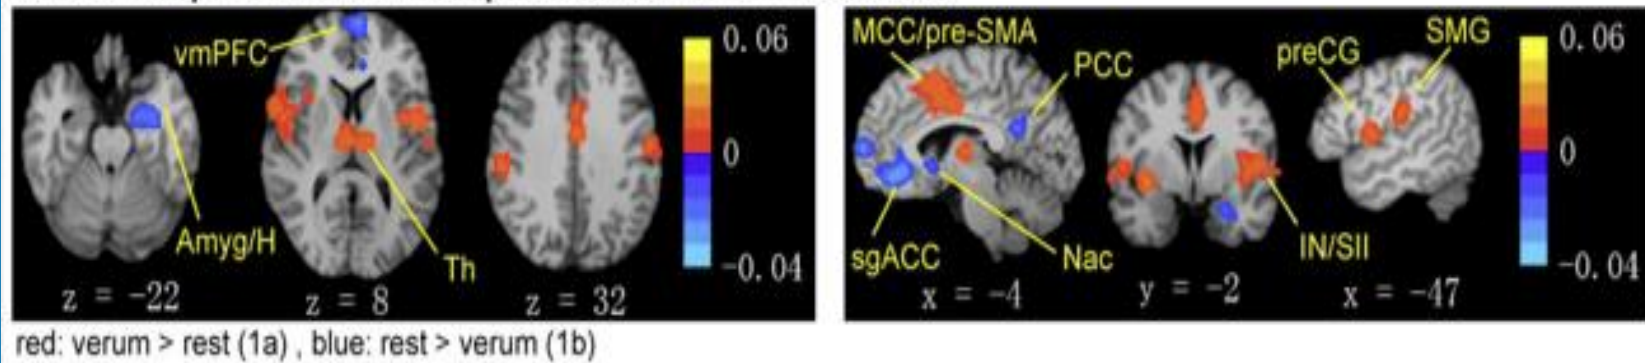 MCC/pre-SMA
SMG
vmPFC
0.06
preCG
0.06
PCC
0
0
Amyg/H
Th
-0.04
sgACC
Nac
IN/SII
-0.04
z = -22
z = 8
z = 32
x = -4
y = -2
x = -47
red: verum > rest (1a) , blue: rest > verum (1b)